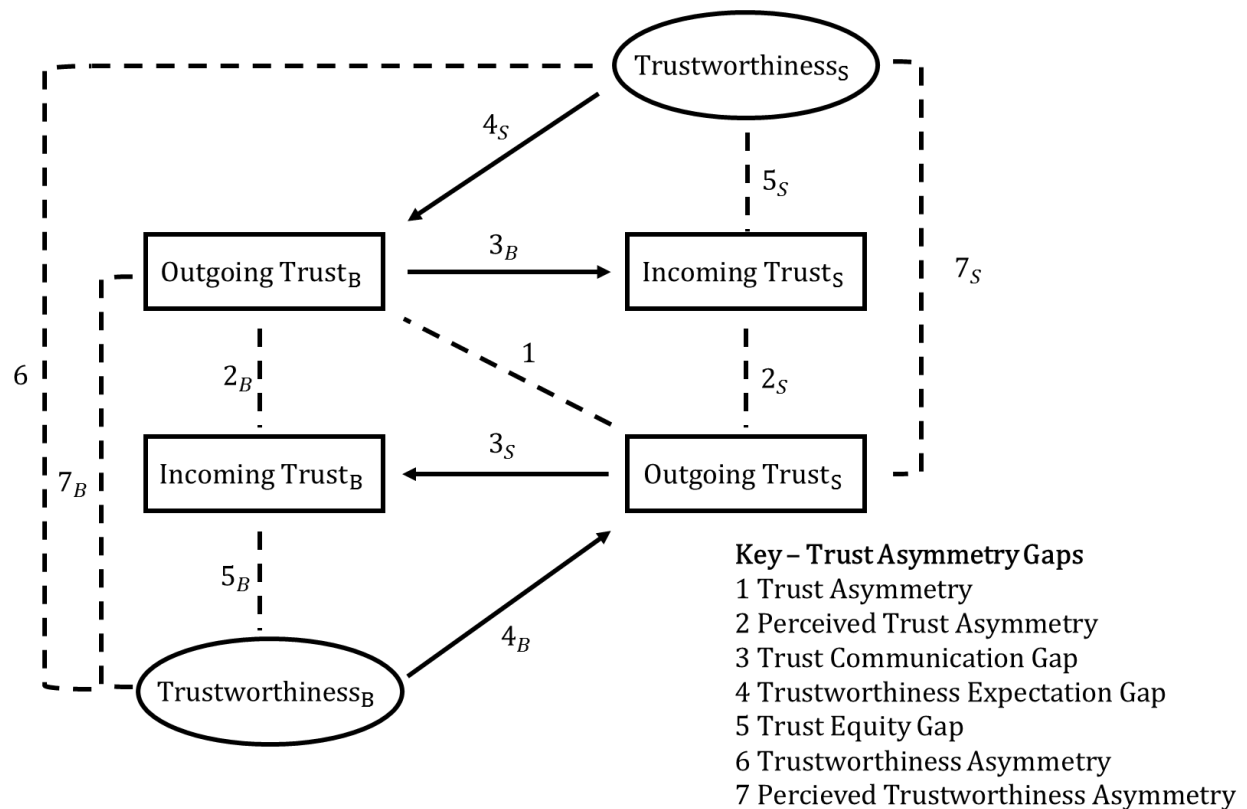 Trustworthiness_S
4_S
5_S
Outgoing Trust_B
3_B
Incoming Trust_S
7_S
6
2_B
1
2_S
Incoming Trust_B
3_S
Outgoing Trust_S
7_B
5_B
4_B
Trustworthiness_B
Key – Trust Asymmetry Gaps
1 Trust Asymmetry
2 Perceived Trust Asymmetry
3 Trust Communication Gap
4 Trustworthiness Expectation Gap
5 Trust Equity Gap
6 Trustworthiness Asymmetry
7 Percieved Trustworthiness Asymmetry